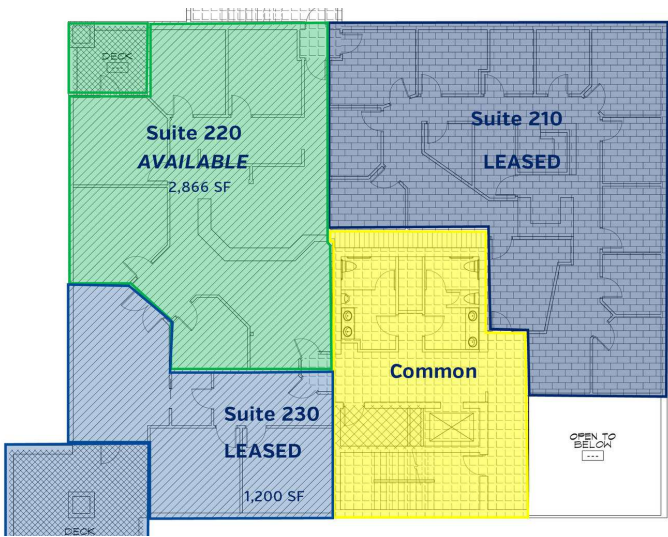 DECK
---
Suite 220
AVAILABLE
2,866 SF
Suite 210
LEASED
Common
Suite 230
LEASED
1,200 SF
OPEN TO
BELOW
---
DECK